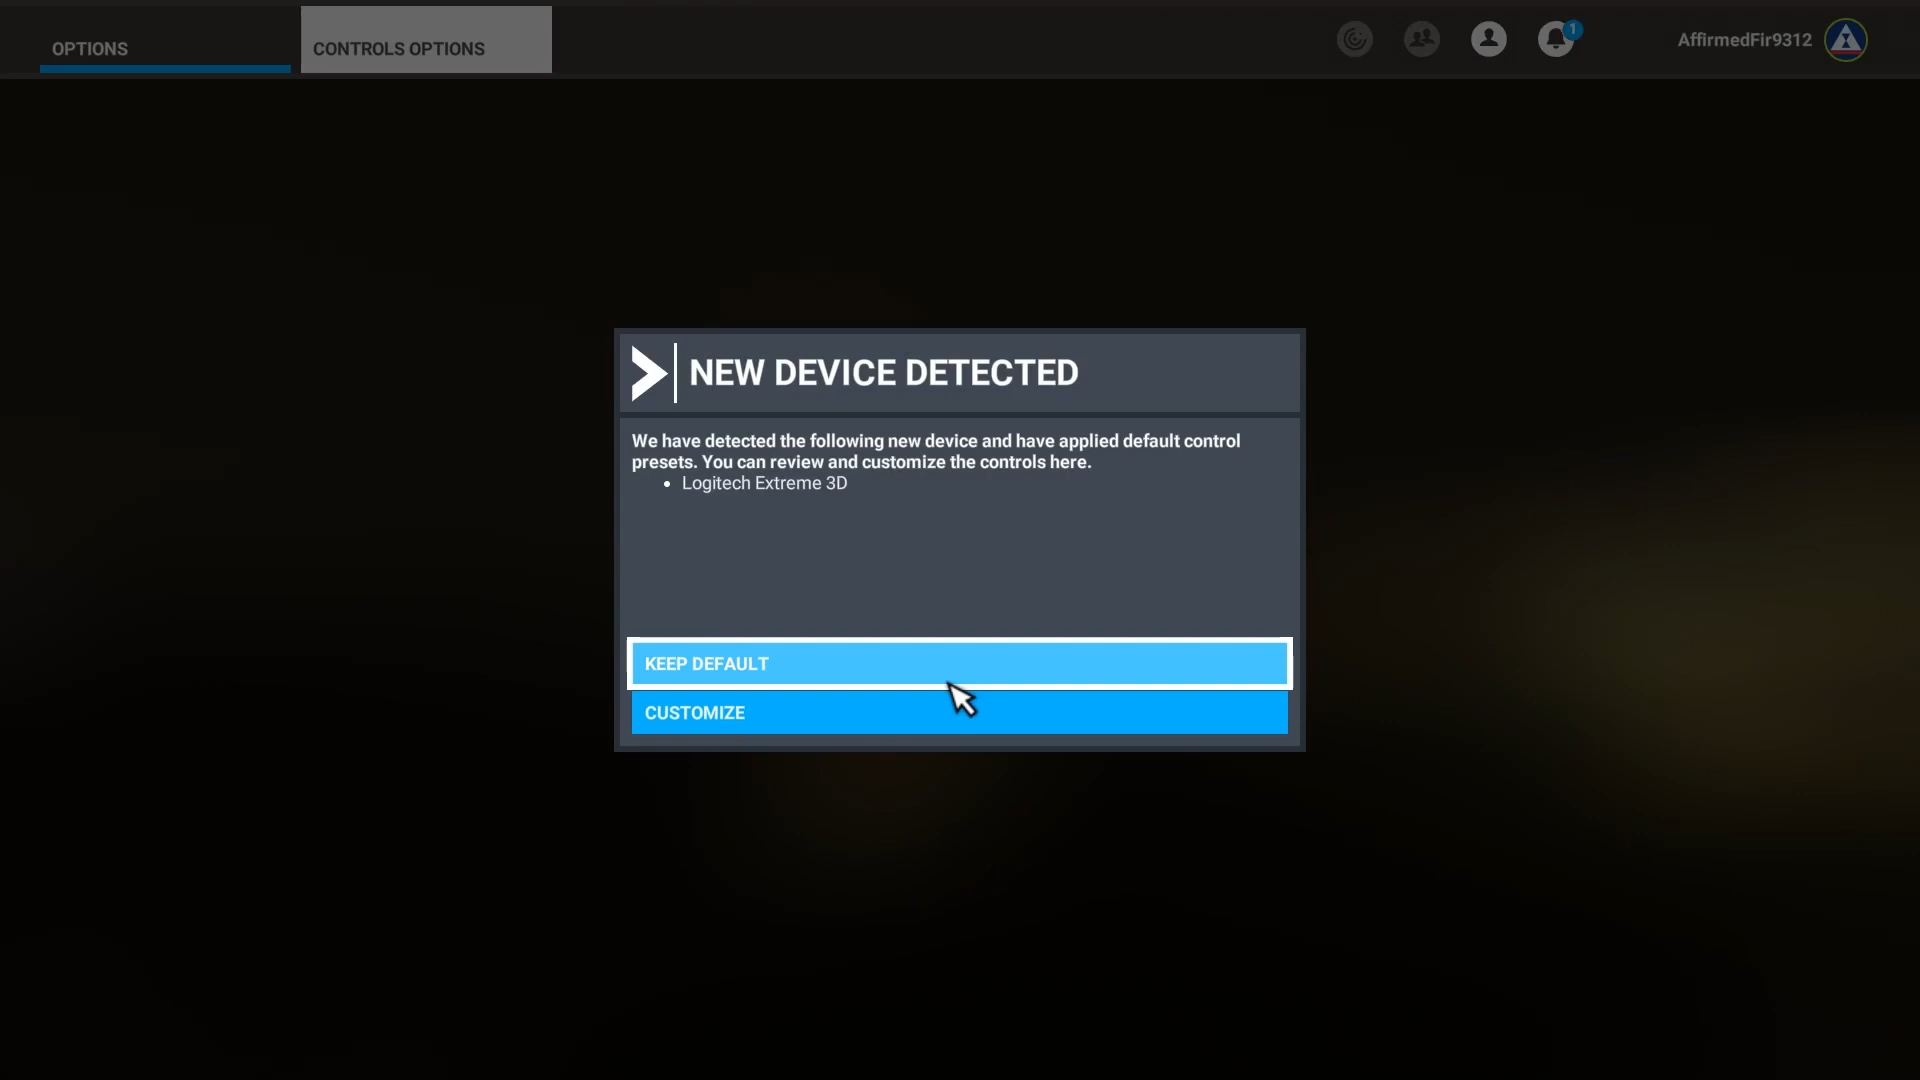 OPTIONS
CONTROLS OPTIONS
1
AffirmedFir9312
NEW DEVICE DETECTED
We have detected the following new device and have applied default control
presets. You can review and customize the controls here.
• Logitech Extreme 3D
KEEP DEFAULT
CUSTOMIZE